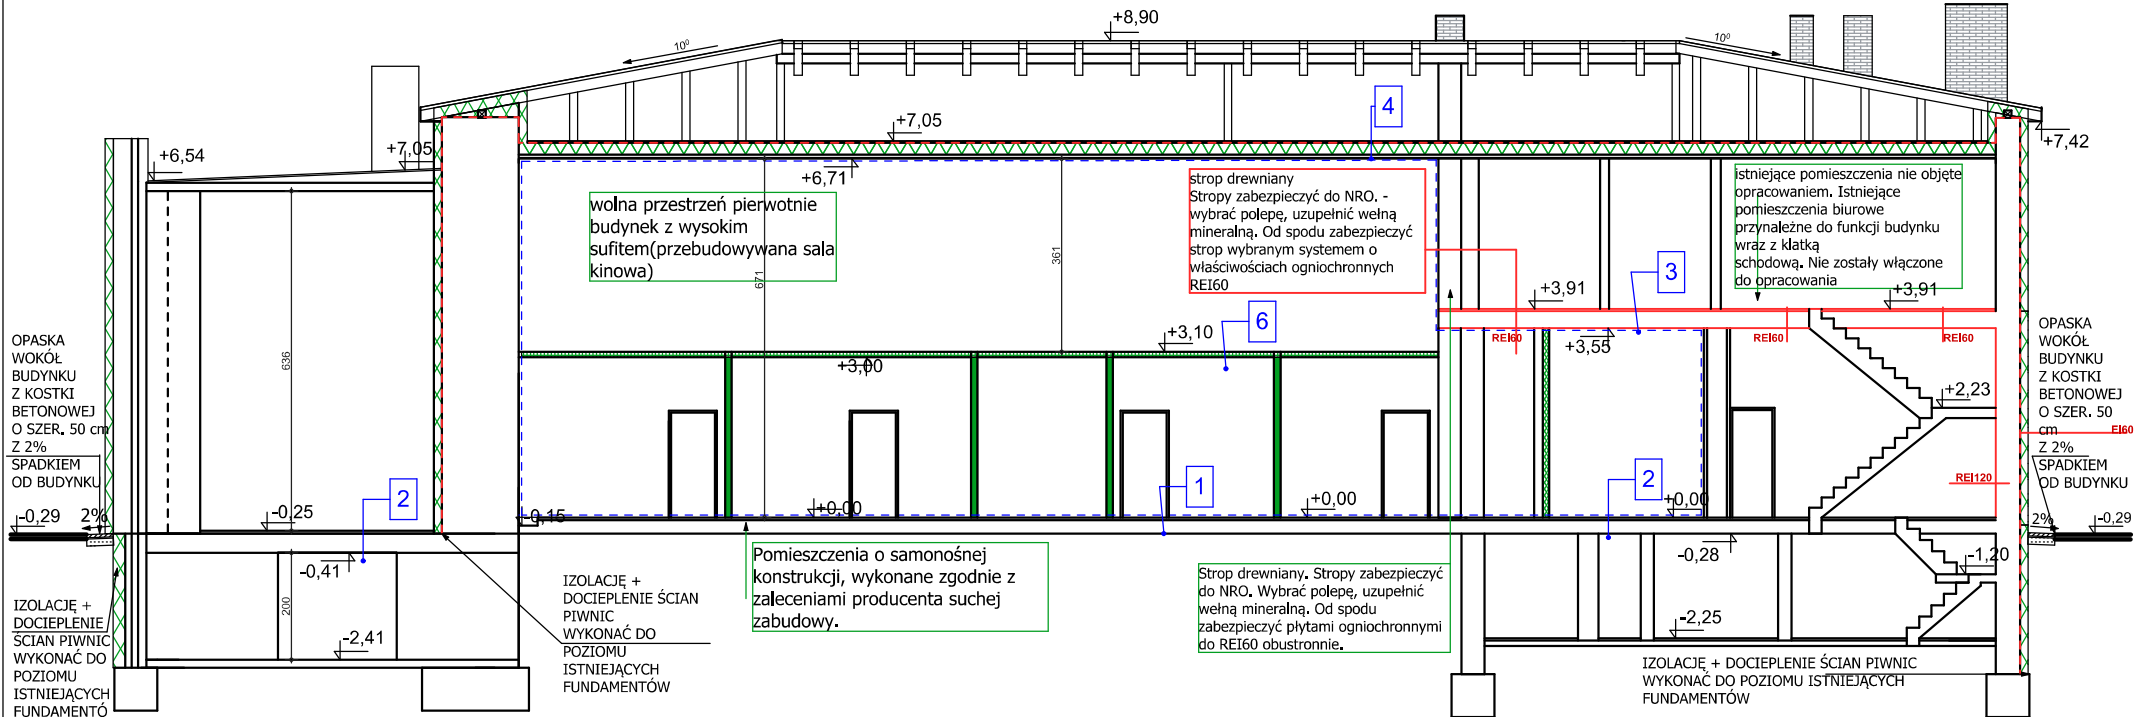 +8,90
10⁰
10⁰
4
+7,05
+7,05
+6,54
+7,42
+6,71
wolna przestrzeń pierwotnie
budynek z wysokim
sufitem(przebudowywana sala
kinowa)
671
361
strop drewniany
Stropy zabezpieczyć do NRO. -
wybrać polepę, uzupełnić wełną
mineralną. Od spodu zabezpieczyć
strop wybranym systemem o
właściwościach ogniochronnych
REI60
istniejące pomieszczenia nie objęte
opracowaniem. Istniejące
pomieszczenia biurowe
przynależne do funkcji budynku
wraz z klatką
schodową. Nie zostały włączone
do opracowania
3
+3,91
+3,91
6
+3,10
+3,00
REI60
+3,55
REI60
REI60
636
OPASKA
WOKÓŁ
BUDYNKU
Z KOSTKI
BETONOWEJ
O SZER. 50 cm
Z 2%
SPADKIEM
OD BUDYNKU
OPASKA
WOKÓŁ
BUDYNKU
Z KOSTKI
BETONOWEJ
O SZER. 50
cm
Z 2%
SPADKIEM
OD BUDYNKU
+2,23
EI60
REI120
2
1
2
-0,29
2%
-0,25
-0,15
+0,00
+0,00
+0,00
2%
-0,29
-0,41
-0,28
-1,20
200
-2,41
-2,25
Pomieszczenia o samonośnej
konstrukcji, wykonane zgodnie z
zaleceniami producenta suchej
zabudowy.
Strop drewniany. Stropy zabezpieczyć
do NRO. Wybrać polepę, uzupełnić
wełną mineralną. Od spodu
zabezpieczyć płytami ogniochronnymi
do REI60 obustronnie.
IZOLACJĘ +
DOCIEPLENIE
ŚCIAN PIWNIC
WYKONAĆ DO
POZIOMU
ISTNIEJĄCYCH
FUNDAMENTÓ
IZOLACJĘ +
DOCIEPLENIE ŚCIAN
PIWNIC
WYKONAĆ DO
POZIOMU
ISTNIEJĄCYCH
FUNDAMENTÓW
IZOLACJĘ + DOCIEPLENIE ŚCIAN PIWNIC
WYKONAĆ DO POZIOMU ISTNIEJĄCYCH
FUNDAMENTÓW